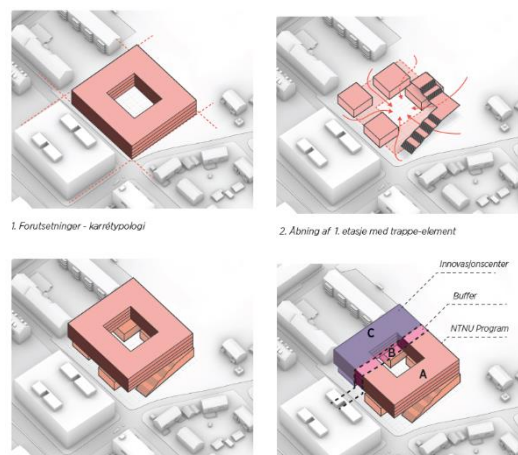 1. Forutsetninger - karrétypologi
2. Åbning af 1. etasje med trappe-element
Innovasjonscenter
Buffer
NTNU Program
C
B
A